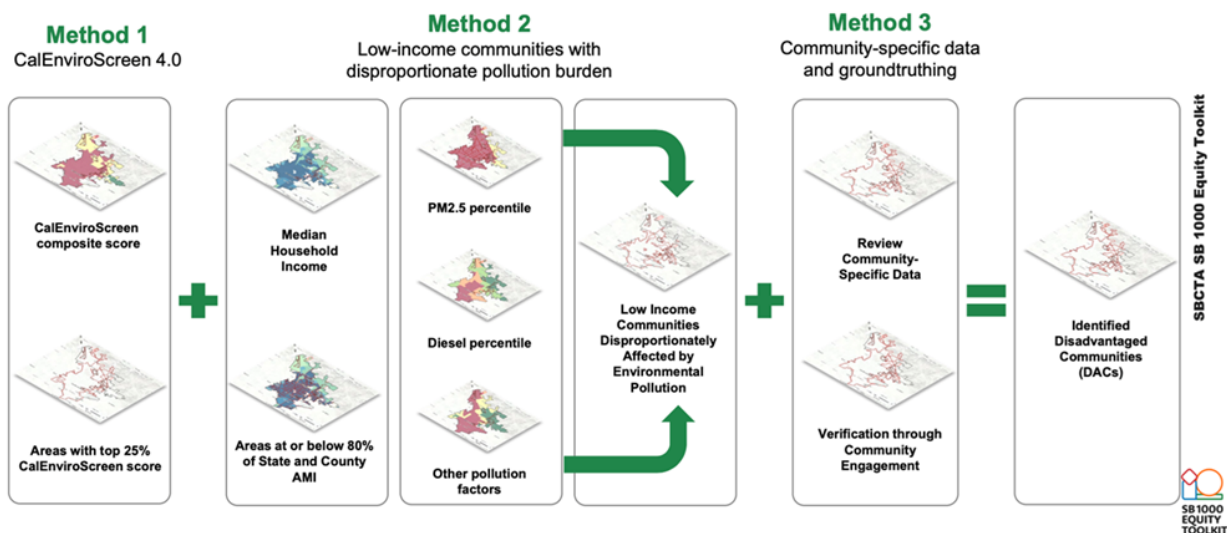 Method 1
CalEnviroScreen 4.0
Method 2
Low-income communities with
disproportionate pollution burden
Method 3
Community-specific data
and groundtruthing
CalEnviroScreen
composite score
Areas with top 25%
CalEnviroScreen score
+
Median
Household
Income
Areas at or below 80%
of State and County
AMI
PM2.5 percentile
Diesel percentile
Other pollution
factors
Low Income
Communities
Disproportionately
Affected by
Environmental
Pollution
+
Review
Community-
Specific Data
Verification through
Community
Engagement
=
Identified
Disadvantaged
Communities
(DACs)
SBCTA SB 1000 Equity Toolkit
SB1000
EQUITY
TOOLKIT